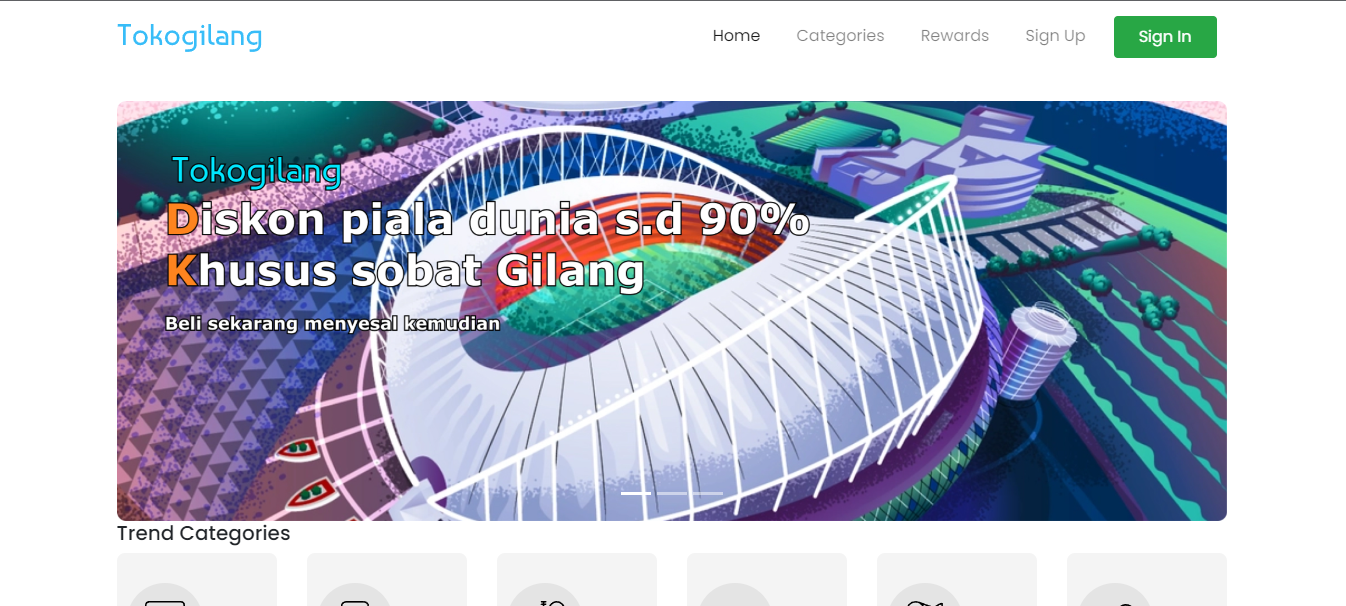 Tokogilang
Home Categories Rewards Sign Up Sign In
Tokogilang
Diskon piala dunia s.d 90%
Khusus sobat Gilang
Beli sekarang menyesal kemudian
Trend Categories